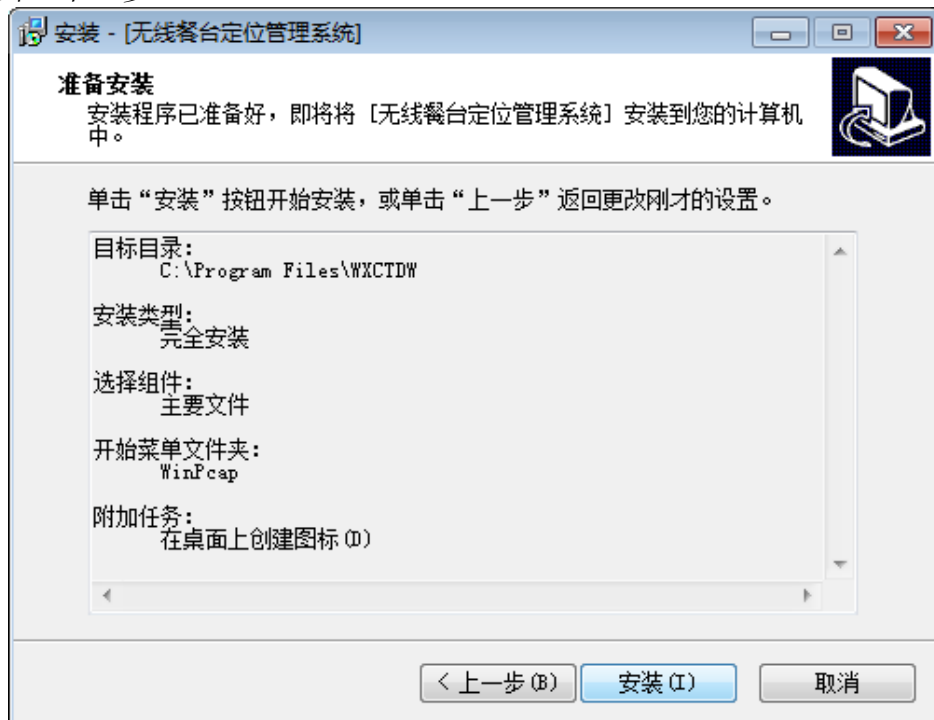 安装 - [无线餐台定位管理系统]
准备安装
安装程序已准备好，即将将 [无线餐台定位管理系统] 安装到您的计算机
中。
单击“安装”按钮开始安装，或单击“上一步”返回更改刚才的设置。
目标目录：
C:\Program Files\WXCTDW
安装类型：
完全安装
选择组件：
主要文件
开始菜单文件夹：
WinPcap
附加任务：
在桌面上创建图标(D)
< 上一步(B)
安装(I)
取消